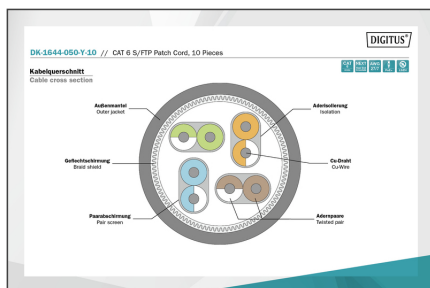 DIGITUS®
DK-1644-050-Y-10 // CAT 6 S/FTP Patch Cord, 10 Pieces
Kabelquerschnitt
Cable cross section
Außenmantel
Outer jacket
Aderisolierung
Isolation
Geflechtschirmung
Braid shield
Cu-Draht
Cu-Wire
Paarabschirmung
Pair screen
Adernpaare
Twisted pair